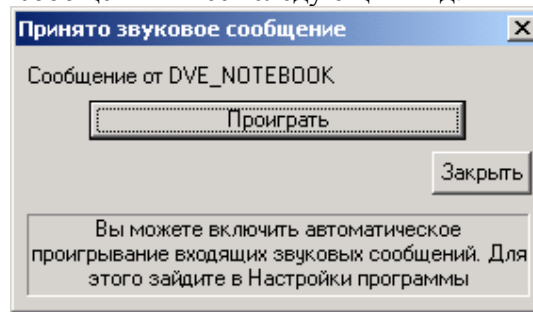 Принято звуковое сообщение
Сообщение от DVE_NOTEBOOK
Проиграть
Закрыть
Вы можете включить автоматическое
проигрывание входящих звуковых сообщений. Для
этого зайдите в Настройки программы